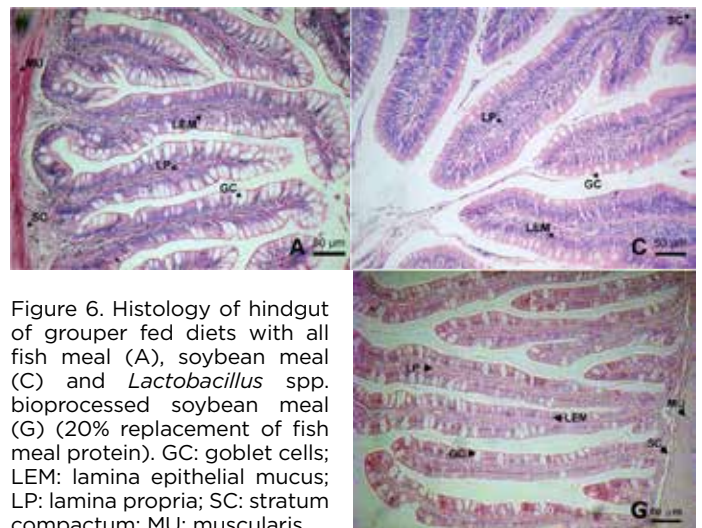 MU
LEM
LP
GC
SC
A 50 µm
SC
LP
GC
LEM
C 50 µm
Figure 6. Histology of hindgut
of grouper fed diets with all
fish meal (A), soybean meal
(C) and Lactobacillus spp.
bioprocessed soybean meal
(G) (20% replacement of fish
meal protein). GC: goblet cells;
LEM: lamina epithelial mucus;
LP: lamina propria; SC: stratum
compactum; MU: muscularis
LP
MU
LEM
GC
SC
G 50 µm